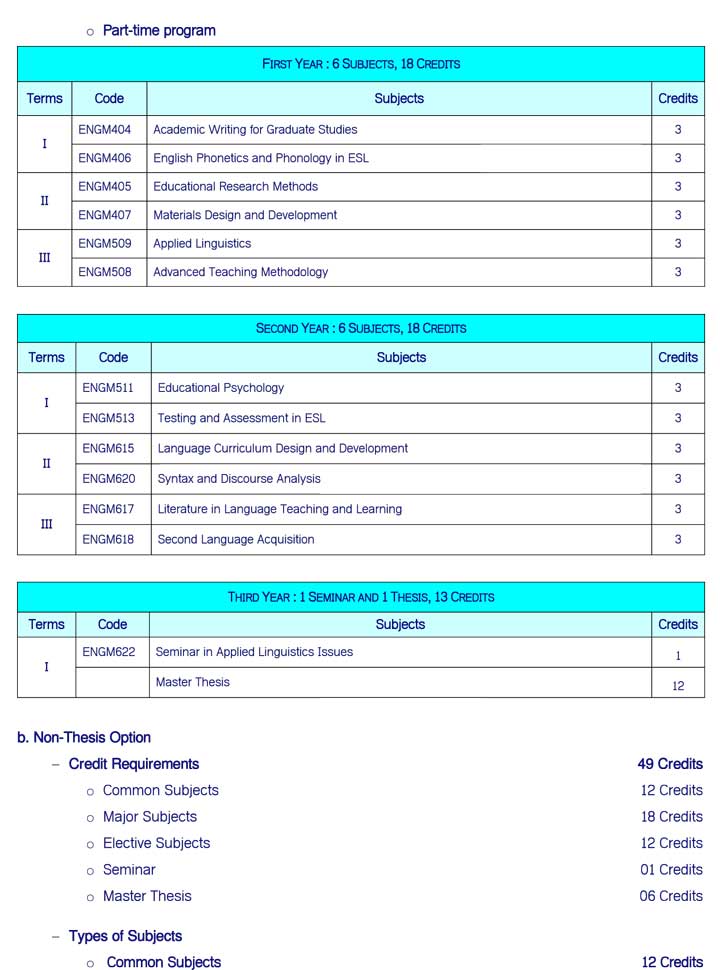 ○ Part-time program
First Year : 6 Subjects, 18 Credits
Terms Code Subjects Credits
I ENGM404 Academic Writing for Graduate Studies 3
ENGM406 English Phonetics and Phonology in ESL 3
II ENGM405 Educational Research Methods 3
ENGM407 Materials Design and Development 3
III ENGM509 Applied Linguistics 3
ENGM508 Advanced Teaching Methodology 3
Second Year : 6 Subjects, 18 Credits
Terms Code Subjects Credits
I ENGM511 Educational Psychology 3
ENGM513 Testing and Assessment in ESL 3
II ENGM615 Language Curriculum Design and Development 3
ENGM620 Syntax and Discourse Analysis 3
III ENGM617 Literature in Language Teaching and Learning 3
ENGM618 Second Language Acquisition 3
Third Year : 1 Seminar and 1 Thesis, 13 Credits
Terms Code Subjects Credits
I ENGM622 Seminar in Applied Linguistics Issues 1
Master Thesis 12
b. Non-Thesis Option
– Credit Requirements 49 Credits
○ Common Subjects 12 Credits
○ Major Subjects 18 Credits
○ Elective Subjects 12 Credits
○ Seminar 01 Credits
○ Master Thesis 06 Credits
– Types of Subjects
○ Common Subjects 12 Credits